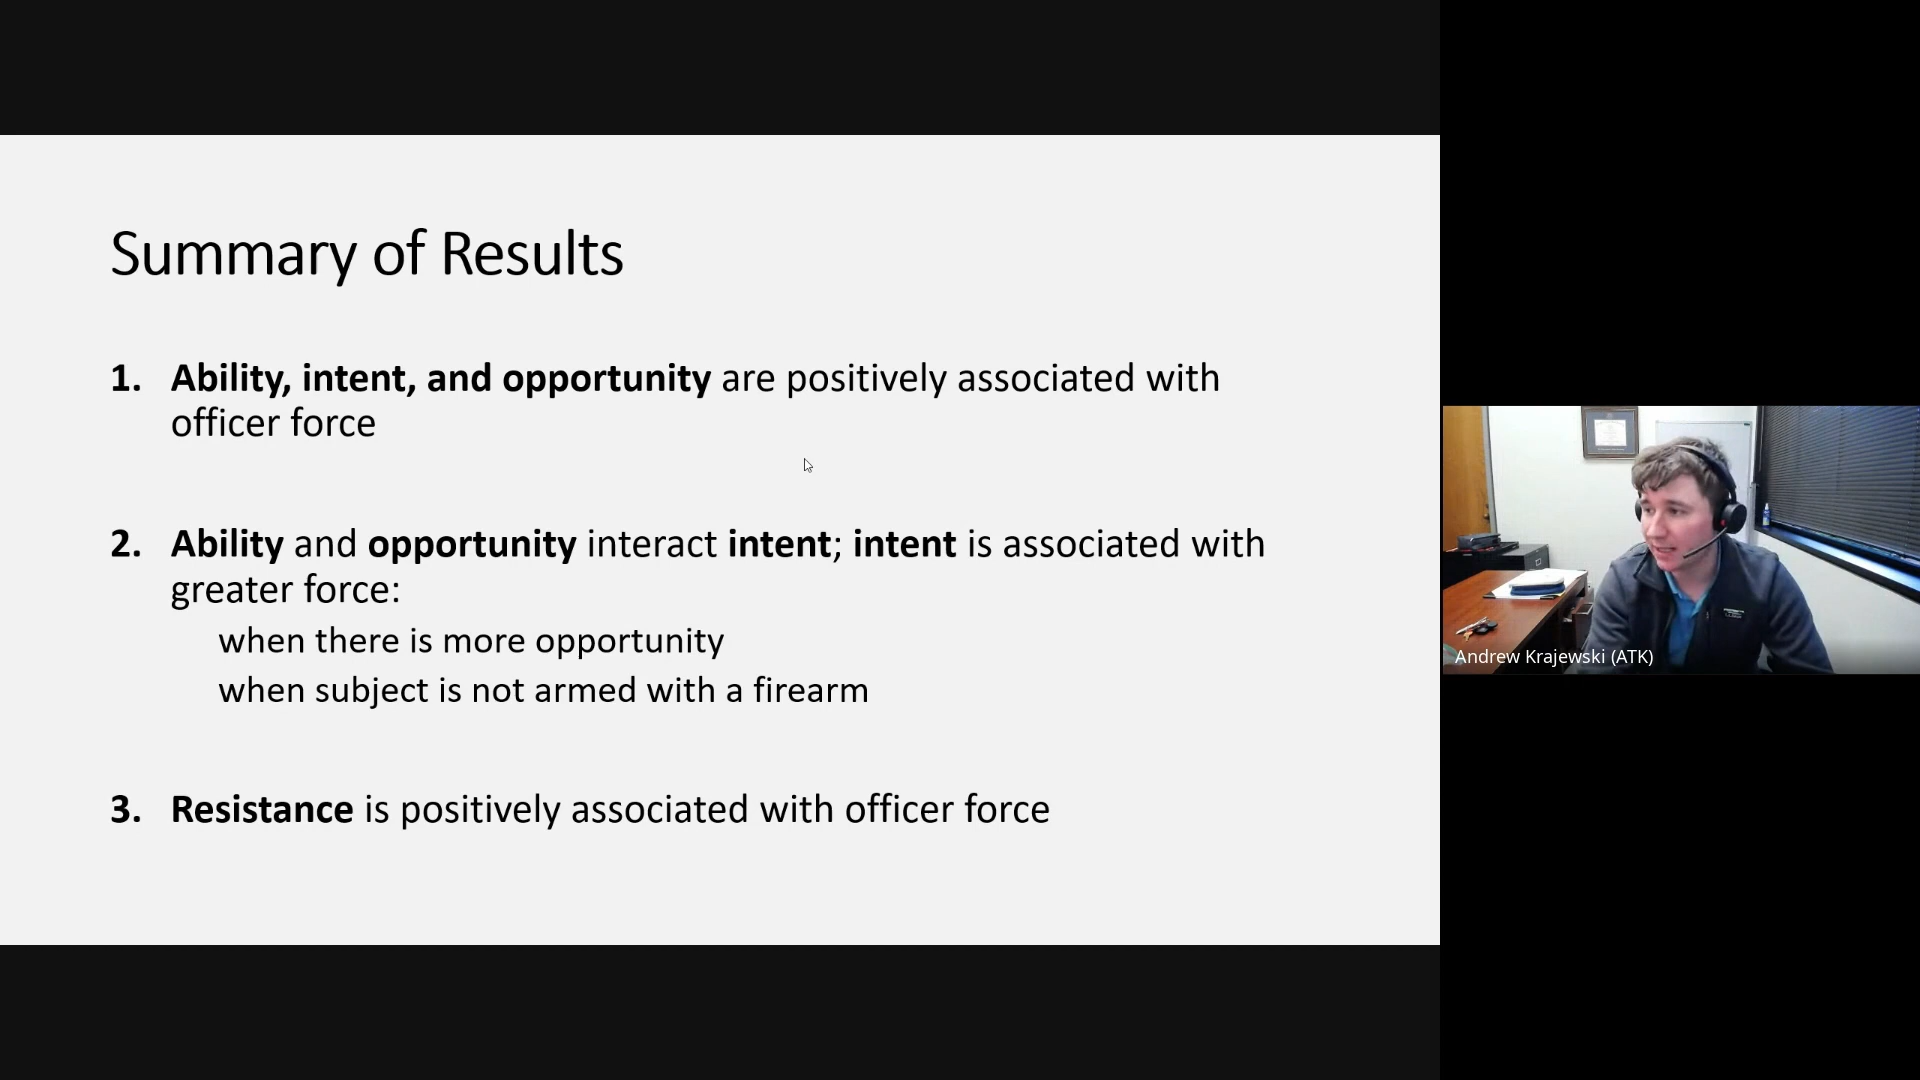 Summary of Results
1. Ability, intent, and opportunity are positively associated with
officer force
2. Ability and opportunity interact intent; intent is associated with
greater force:
when there is more opportunity
when subject is not armed with a firearm
3. Resistance is positively associated with officer force
Andrew Krajewski (ATK)